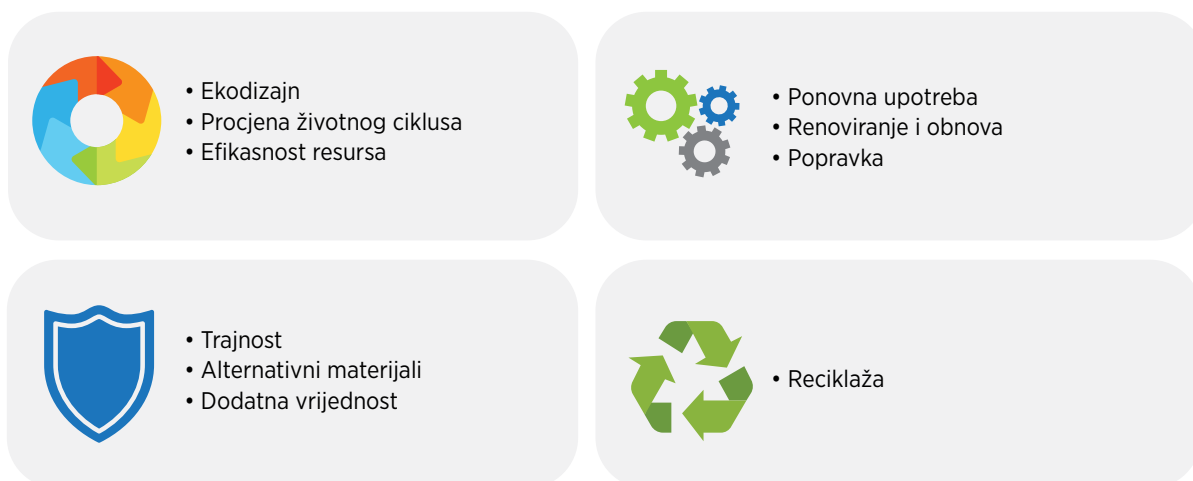 • Ekodizajn
• Procjena životnog ciklusa
• Efikasnost resursa
• Ponovna upotreba
• Renoviranje i obnova
• Popravka
• Trajnost
• Alternativni materijali
• Dodatna vrijednost
• Reciklaža